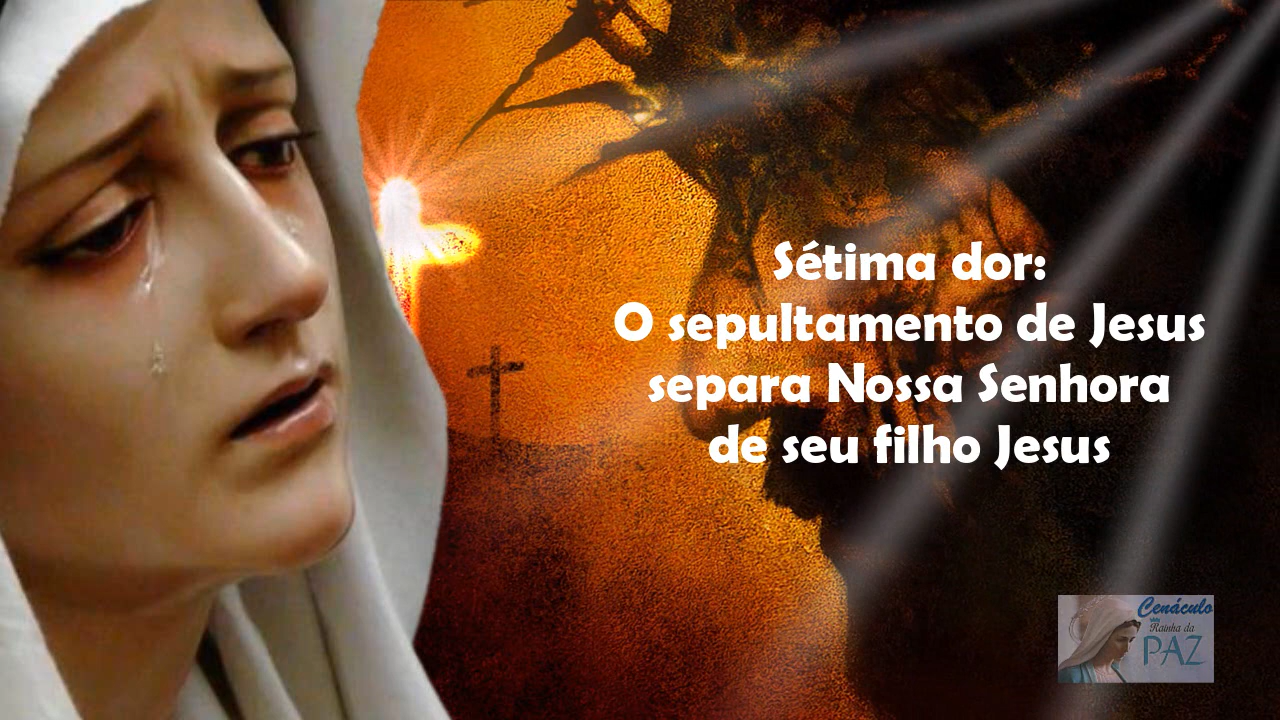 Sétima dor:
O sepultamento de Jesus
separa Nossa Senhora
de seu filho Jesus
Cenáculo
Rainha da
PAZ